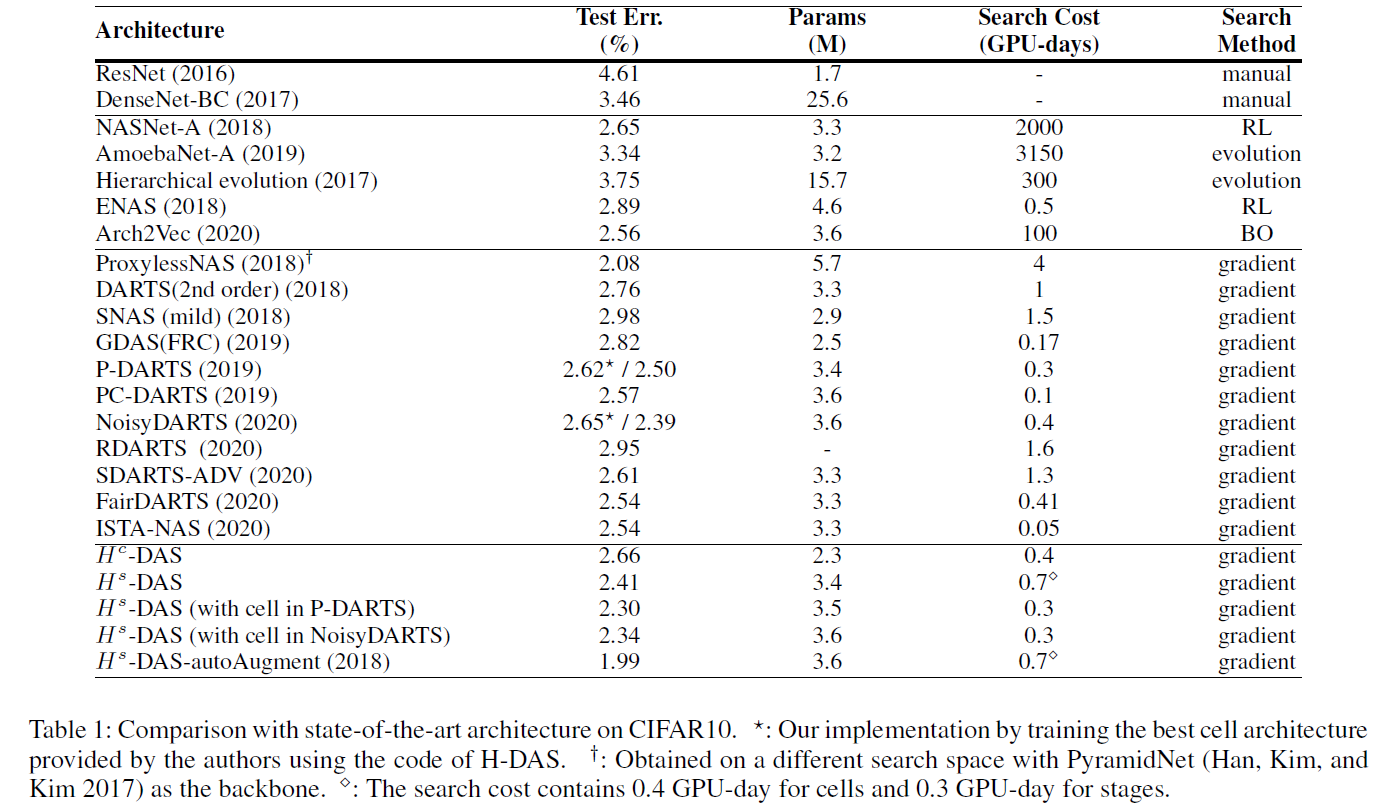 Architecture Test Err. (%) Params (M) Search Cost (GPU-days) Search Method
ResNet (2016) 4.61 1.7 - manual
DenseNet-BC (2017) 3.46 25.6 - manual
NASNet-A (2018) 2.65 3.3 2000 RL
AmoebaNet-A (2019) 3.34 3.2 3150 evolution
Hierarchical evolution (2017) 3.75 15.7 300 evolution
ENAS (2018) 2.89 4.6 0.5 RL
Arch2Vec (2020) 2.56 3.6 100 BO
ProxylessNAS (2018)† 2.08 5.7 4 gradient
DARTS(2nd order) (2018) 2.76 3.3 1 gradient
SNAS (mild) (2018) 2.98 2.9 1.5 gradient
GDAS(FRC) (2019) 2.82 2.5 0.17 gradient
P-DARTS (2019) 2.62⋆ / 2.50 3.4 0.3 gradient
PC-DARTS (2019) 2.57 3.6 0.1 gradient
NoisyDARTS (2020) 2.65⋆ / 2.39 3.6 0.4 gradient
RDARTS (2020) 2.95 - 1.6 gradient
SDARTS-ADV (2020) 2.61 3.3 1.3 gradient
FairDARTS (2020) 2.54 3.3 0.41 gradient
ISTA-NAS (2020) 2.54 3.3 0.05 gradient
Hᶜ-DAS 2.66 2.3 0.4 gradient
Hˢ-DAS 2.41 3.4 0.7⋄ gradient
Hˢ-DAS (with cell in P-DARTS) 2.30 3.5 0.3 gradient
Hˢ-DAS (with cell in NoisyDARTS) 2.34 3.6 0.3 gradient
Hˢ-DAS-autoAugment (2018) 1.99 3.6 0.7⋄ gradient
Table 1: Comparison with state-of-the-art architecture on CIFAR10. ⋆: Our implementation by training the best cell architecture
provided by the authors using the code of H-DAS. †: Obtained on a different search space with PyramidNet (Han, Kim, and
Kim 2017) as the backbone. ⋄: The search cost contains 0.4 GPU-day for cells and 0.3 GPU-day for stages.